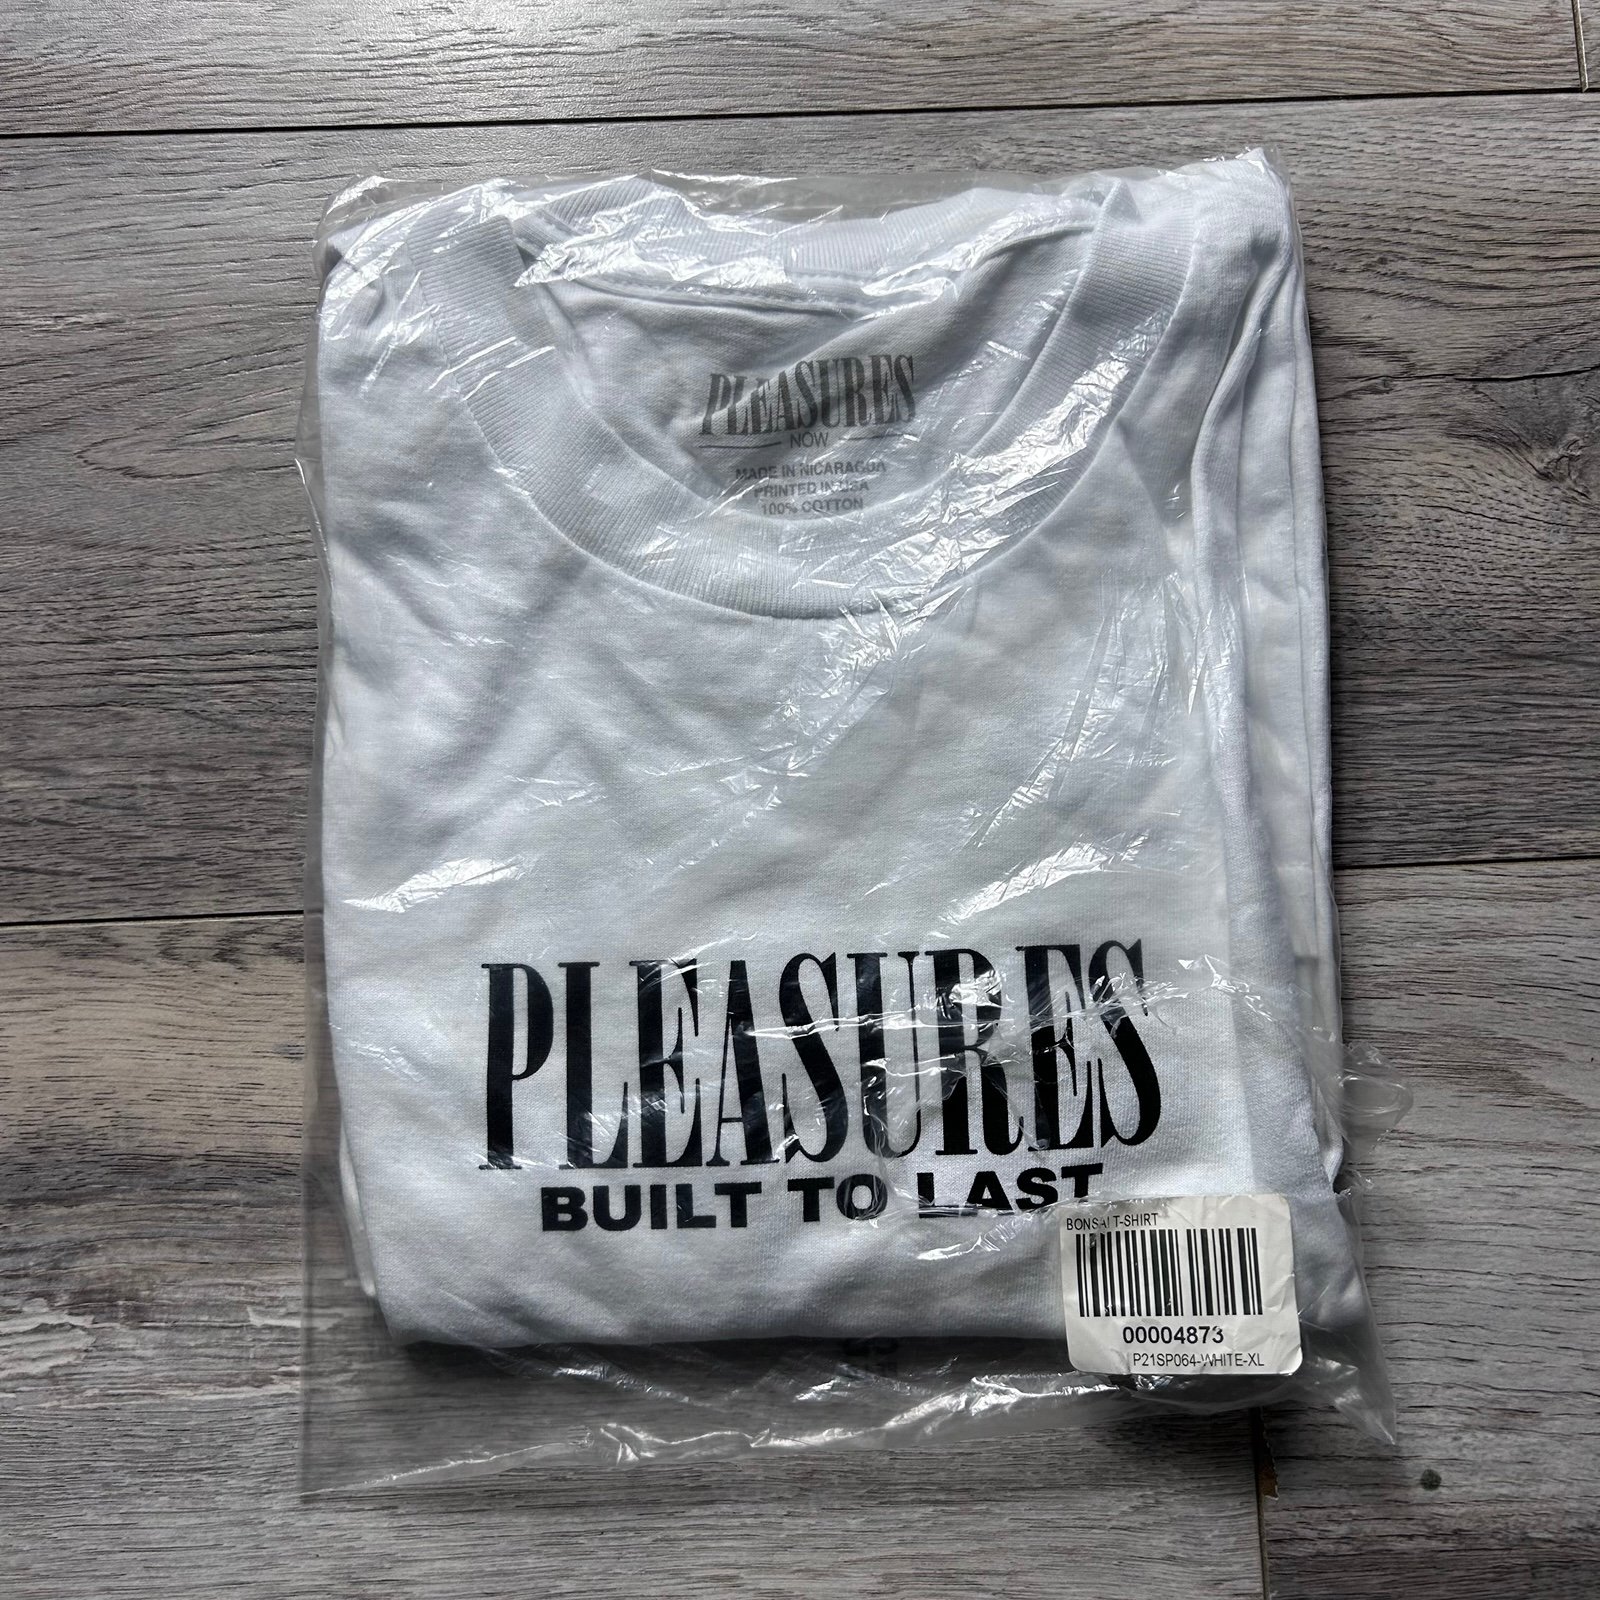 PLEASURES
NOW
MADE IN NICARAGUA
PRINTED IN USA
100% COTTON
PLEASURES
BUILT TO LAST
BONSAI T-SHIRT
00004873
P21SP064-WHITE-XL